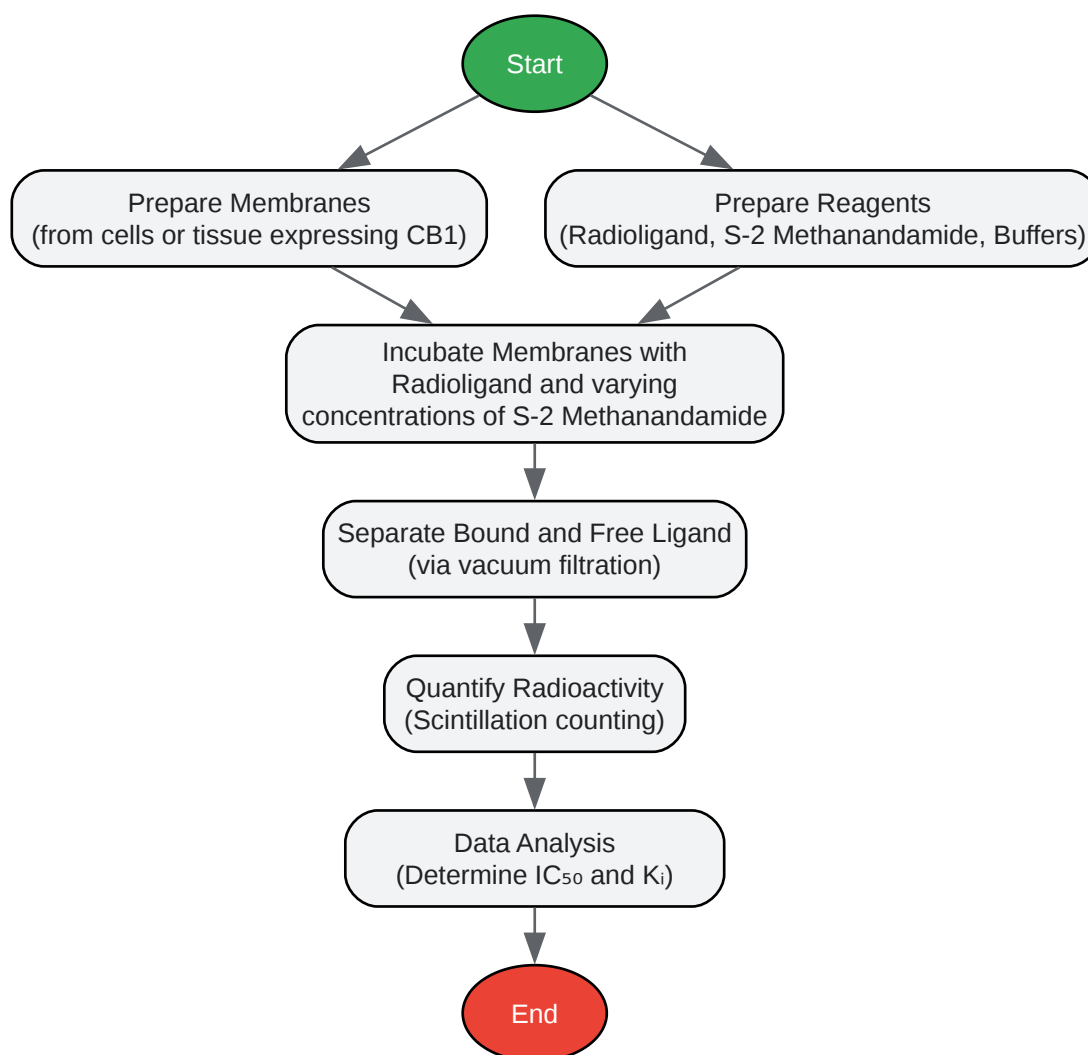 Start
Prepare Membranes
(from cells or tissue expressing CB1)
Prepare Reagents
(Radioligand, S-2 Methanandamide, Buffers)
Incubate Membranes with
Radioligand and varying
concentrations of S-2 Methanandamide
Separate Bound and Free Ligand
(via vacuum filtration)
Quantify Radioactivity
(Scintillation counting)
Data Analysis
(Determine IC₅₀ and Kᵢ)
End